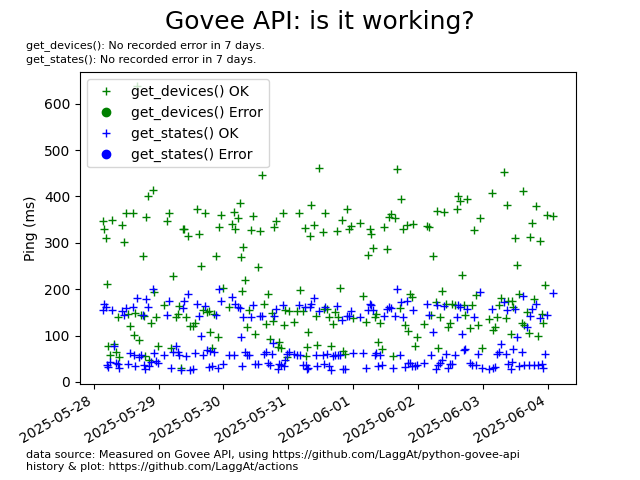 Govee API: is it working?
get_devices(): No recorded error in 7 days.
get_states(): No recorded error in 7 days.
get_devices() OK
get_devices() Error
get_states() OK
get_states() Error
Ping (ms)
600
500
400
300
200
100
0
2025-05-28
2025-05-29
2025-05-30
2025-05-31
2025-06-01
2025-06-02
2025-06-03
2025-06-04
data source: Measured on Govee API, using https://github.com/LaggAt/python-govee-api
history & plot: https://github.com/LaggAt/actions